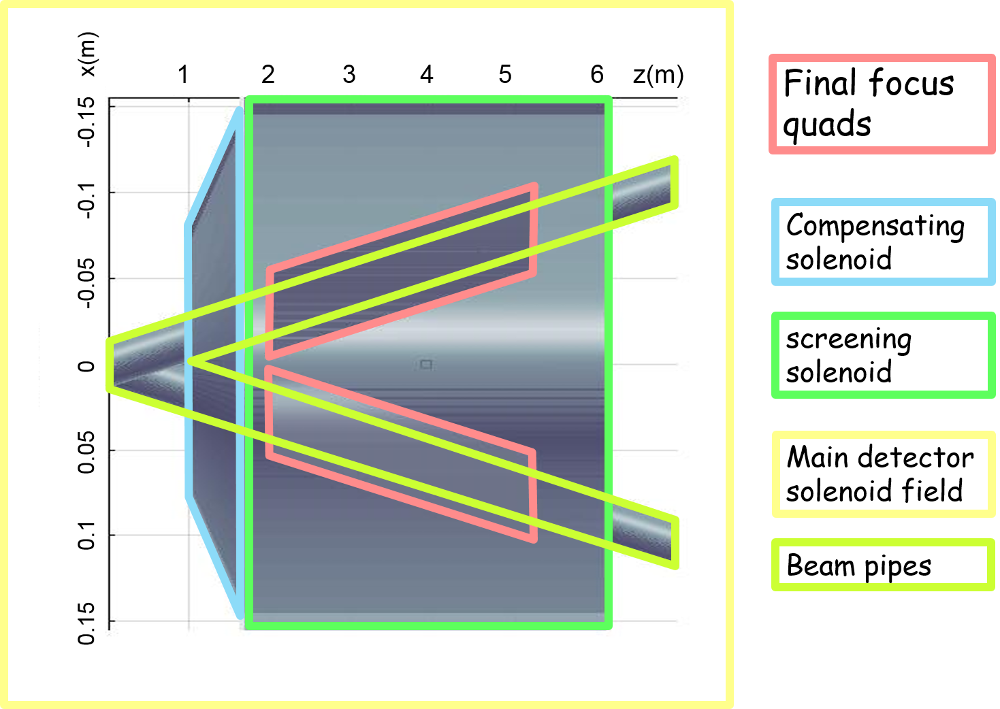 x(m)
1 2 3 4 5 6 z(m)
-0.15
-0.1
-0.05
0
0.05
0.1
0.15
Final focus
quads
Compensating
solenoid
screening
solenoid
Main detector
solenoid field
Beam pipes